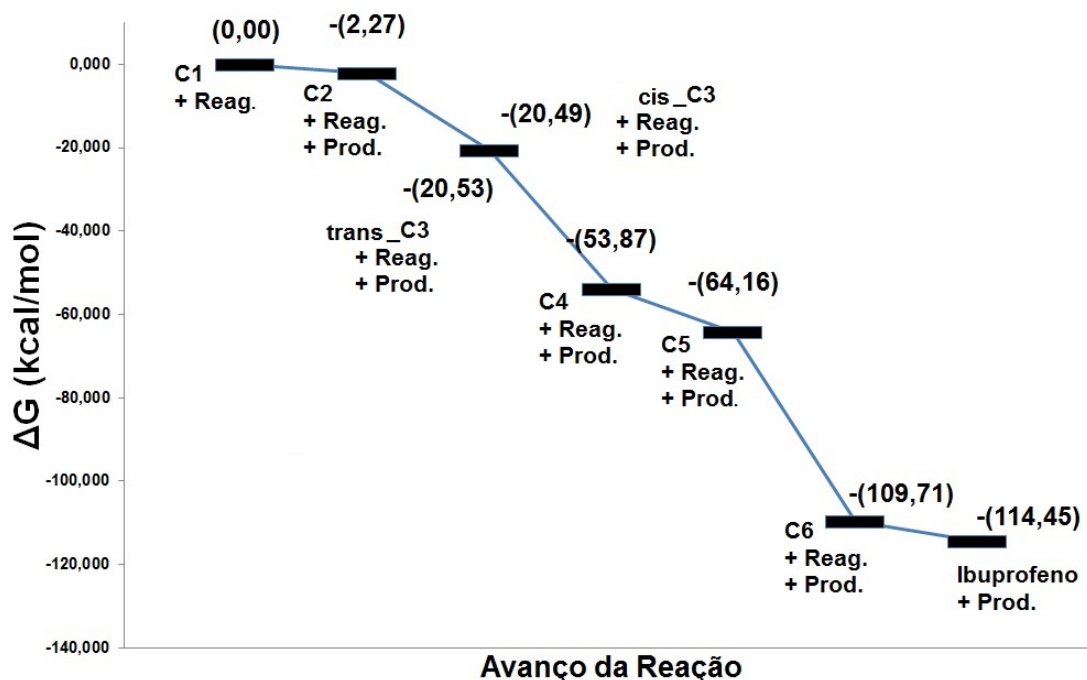 (0,00)
-(2,27)
0,000
C1
+ Reag.
C2
+ Reag.
+ Prod.
-(20,49)
cis_C3
+ Reag.
+ Prod.
-20,000
-(20,53)
trans_C3
+ Reag.
+ Prod.
-40,000
-(53,87)
-(64,16)
C4
+ Reag.
+ Prod.
-60,000
C5
+ Reag.
+ Prod.
-80,000
ΔG (kcal/mol)
-100,000
-(109,71)
-(114,45)
C6
+ Reag.
+ Prod.
-120,000
Ibuprofeno
+ Prod.
-140,000
Avanço da Reação